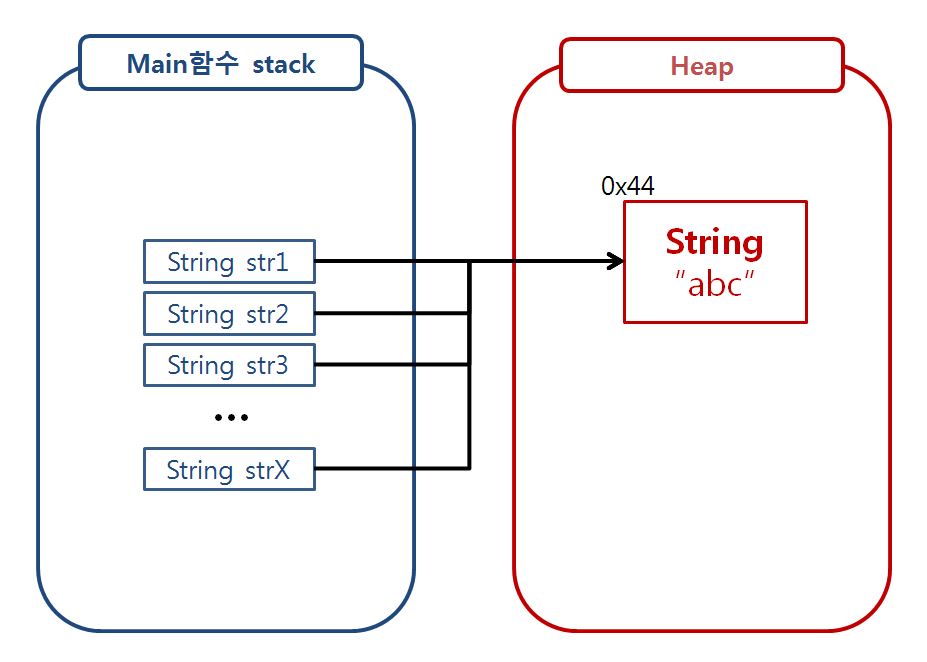 Main함수 stack
Heap
0x44
String
“abc“
String str1
String str2
String str3
...
String strX